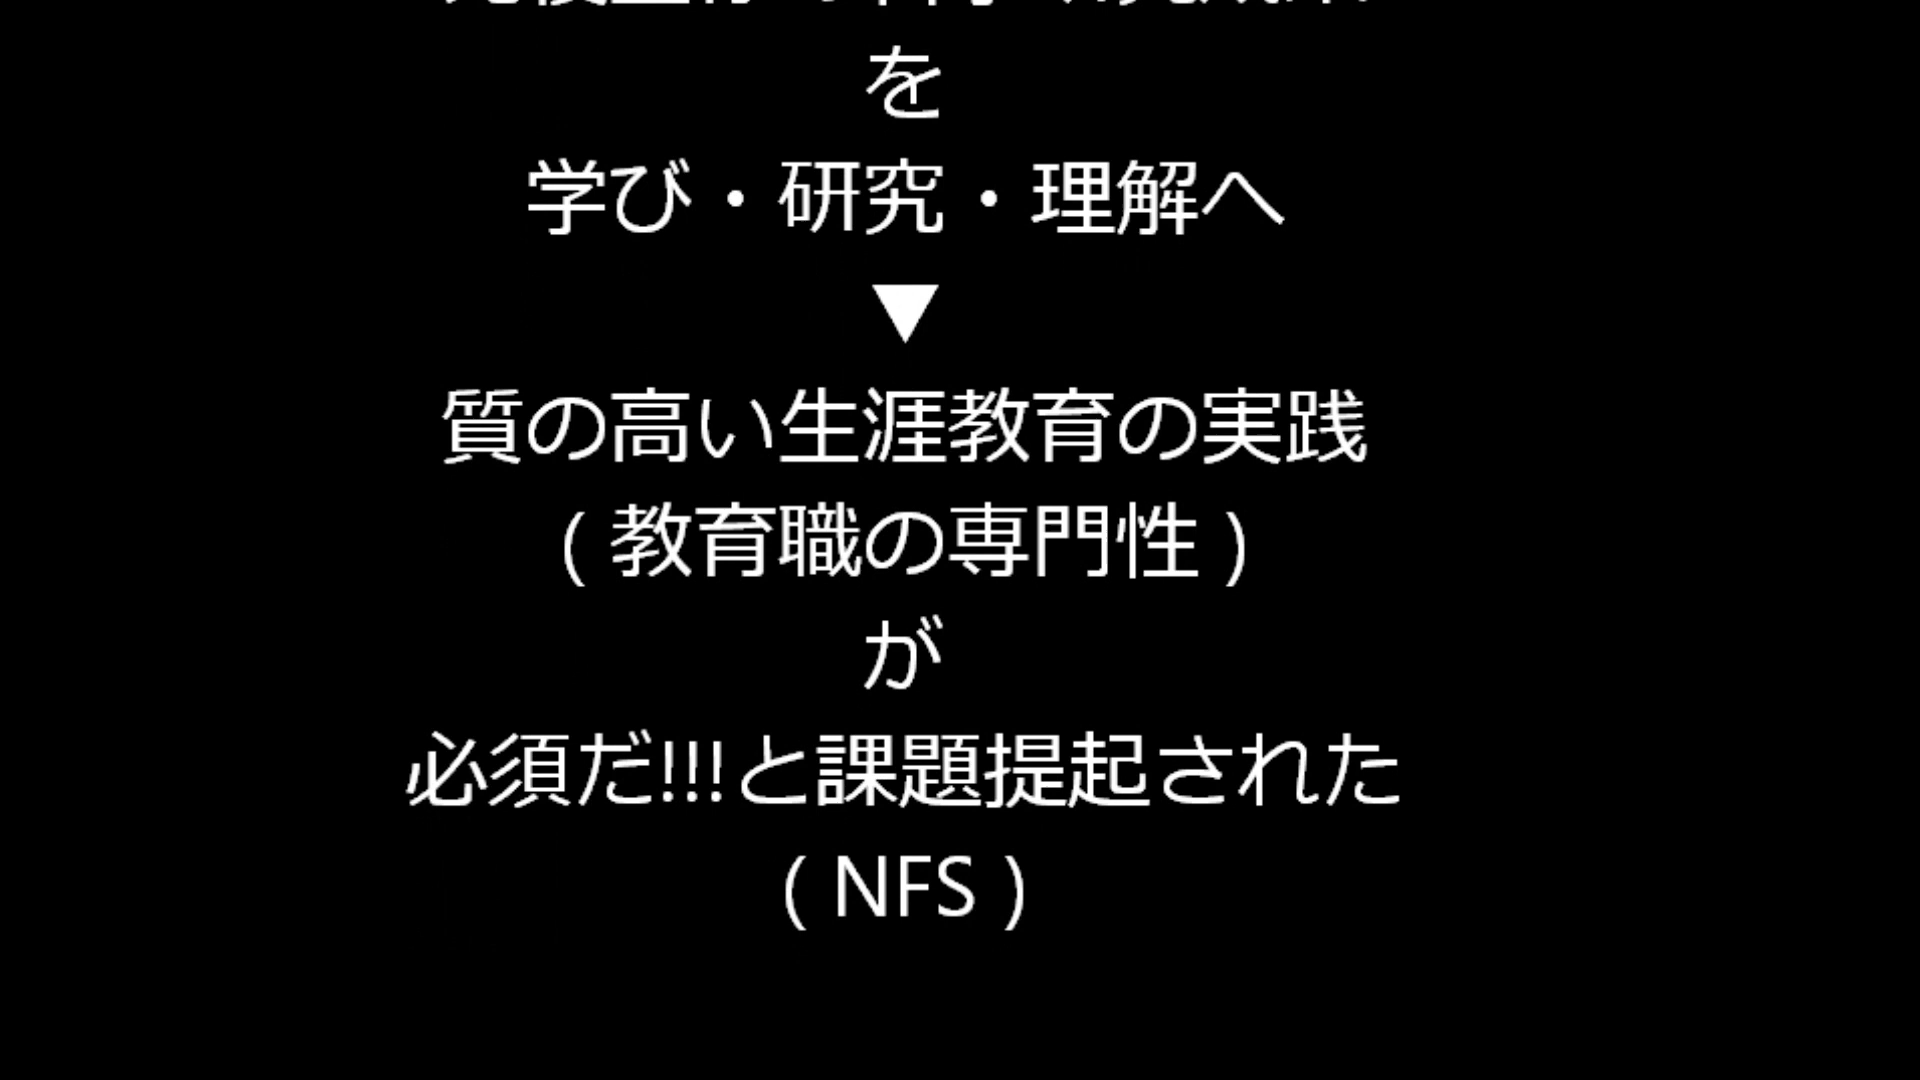 を
学び・研究・理解へ
▼
質の高い生涯教育の実践
( 教育職の専門性 )
が
必須だ!!!と課題提起された
( NFS )